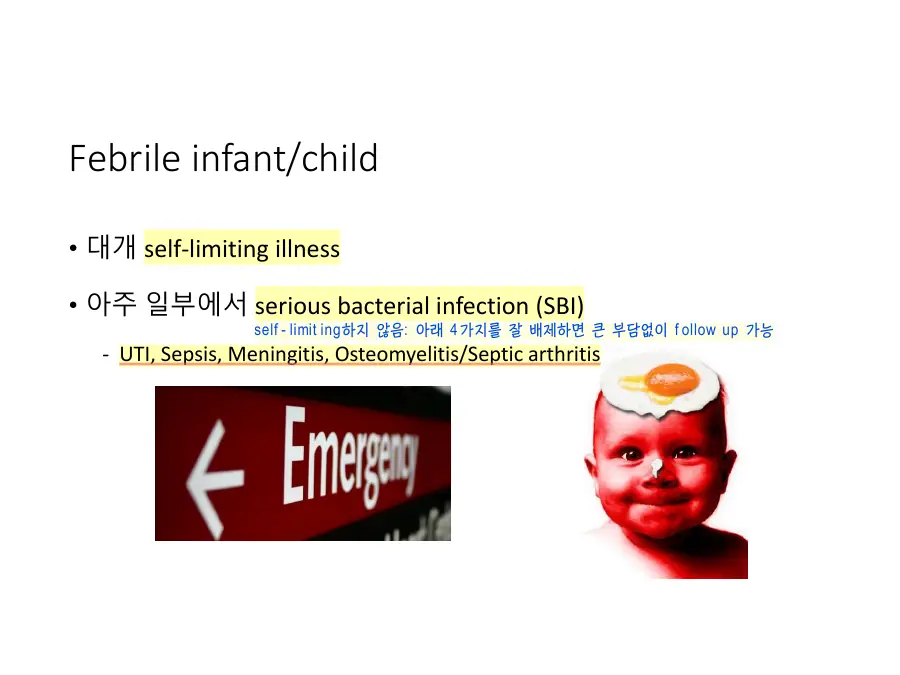 Febrile infant/child
• 대개 self-limiting illness
• 아주 일부에서 serious bacterial infection (SBI)
self-limiting하지 않음: 아래 4가지를 잘 배제하면 큰 부담없이 follow up 가능
- UTI, Sepsis, Meningitis, Osteomyelitis/Septic arthritis
Emergency